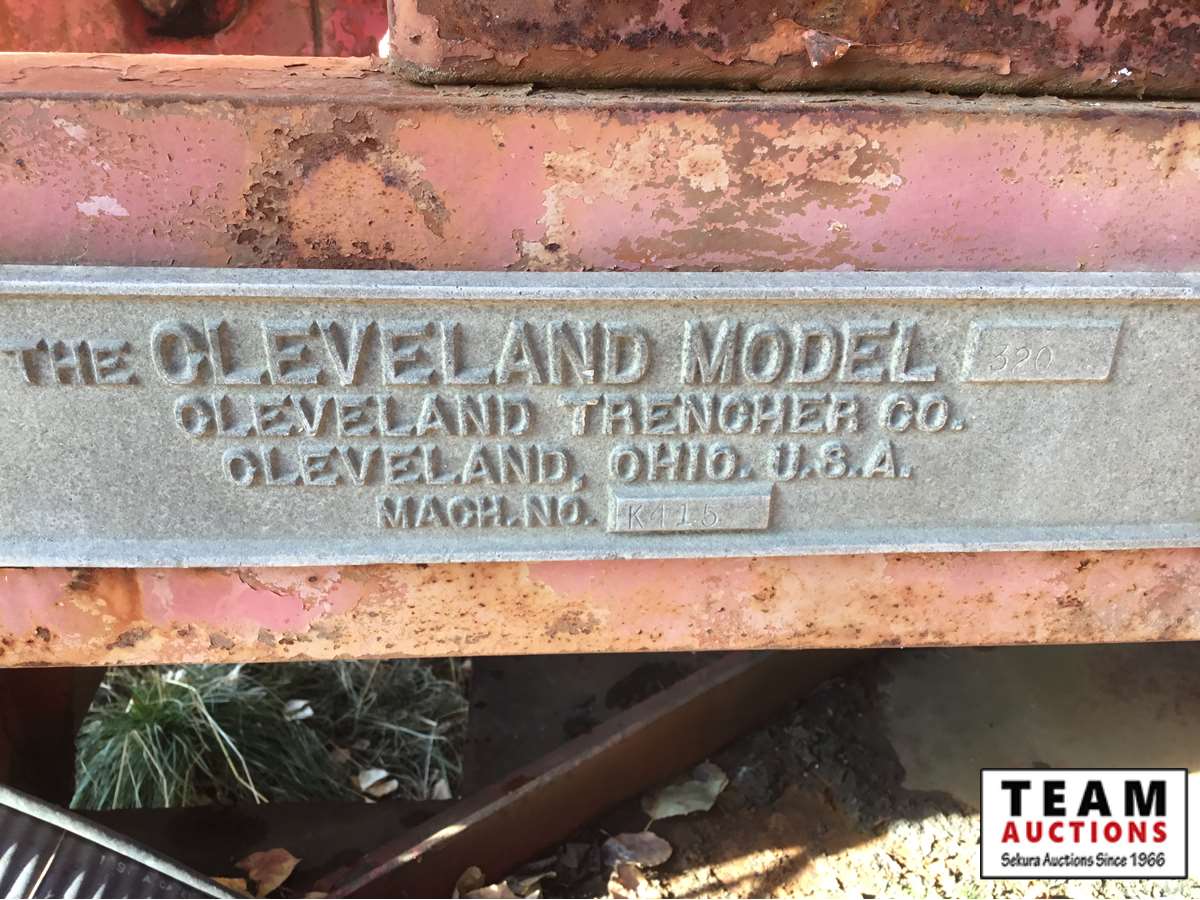 THE CLEVELAND MODEL 320
CLEVELAND TRENCHER CO.
CLEVELAND, OHIO. U.S.A.
MACH. NO. K415
TEAM
AUCTIONS
Sekura Auctions Since 1966